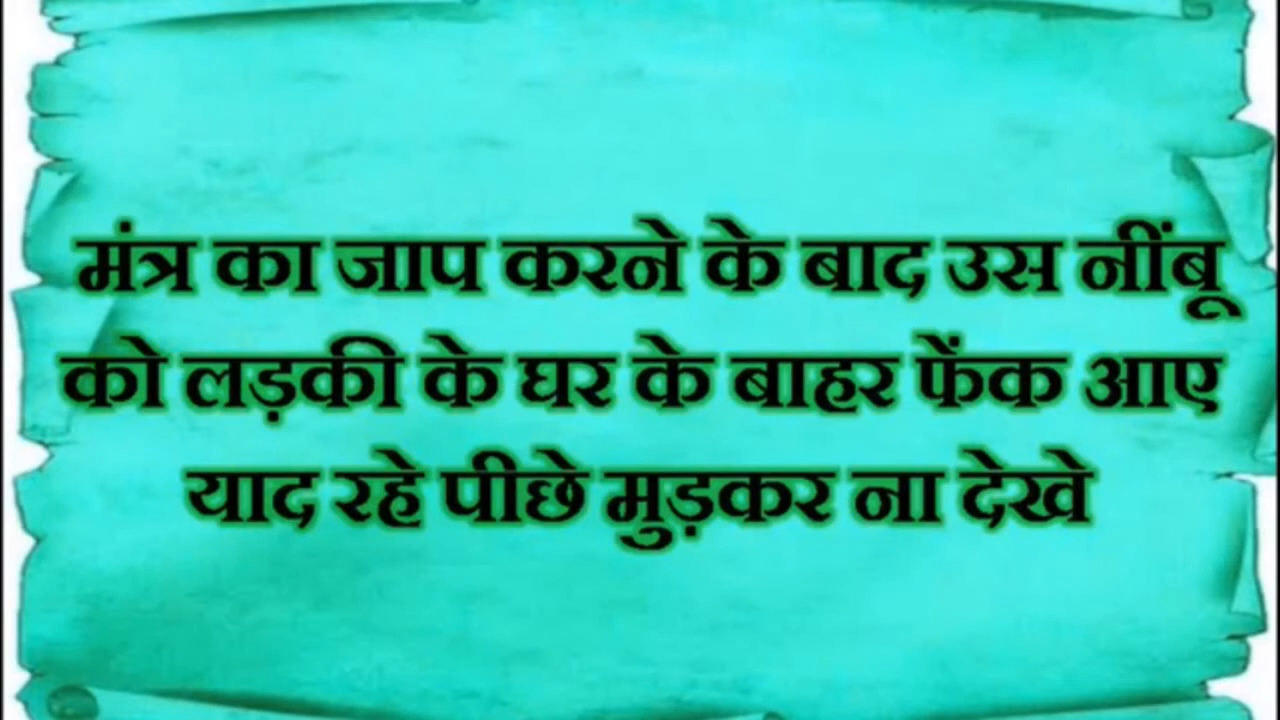 मंत्र का जाप करने के बाद उस नींबू
को लड़की के घर के बाहर फेंक आए
याद रहे पीछे मुड़कर ना देखे